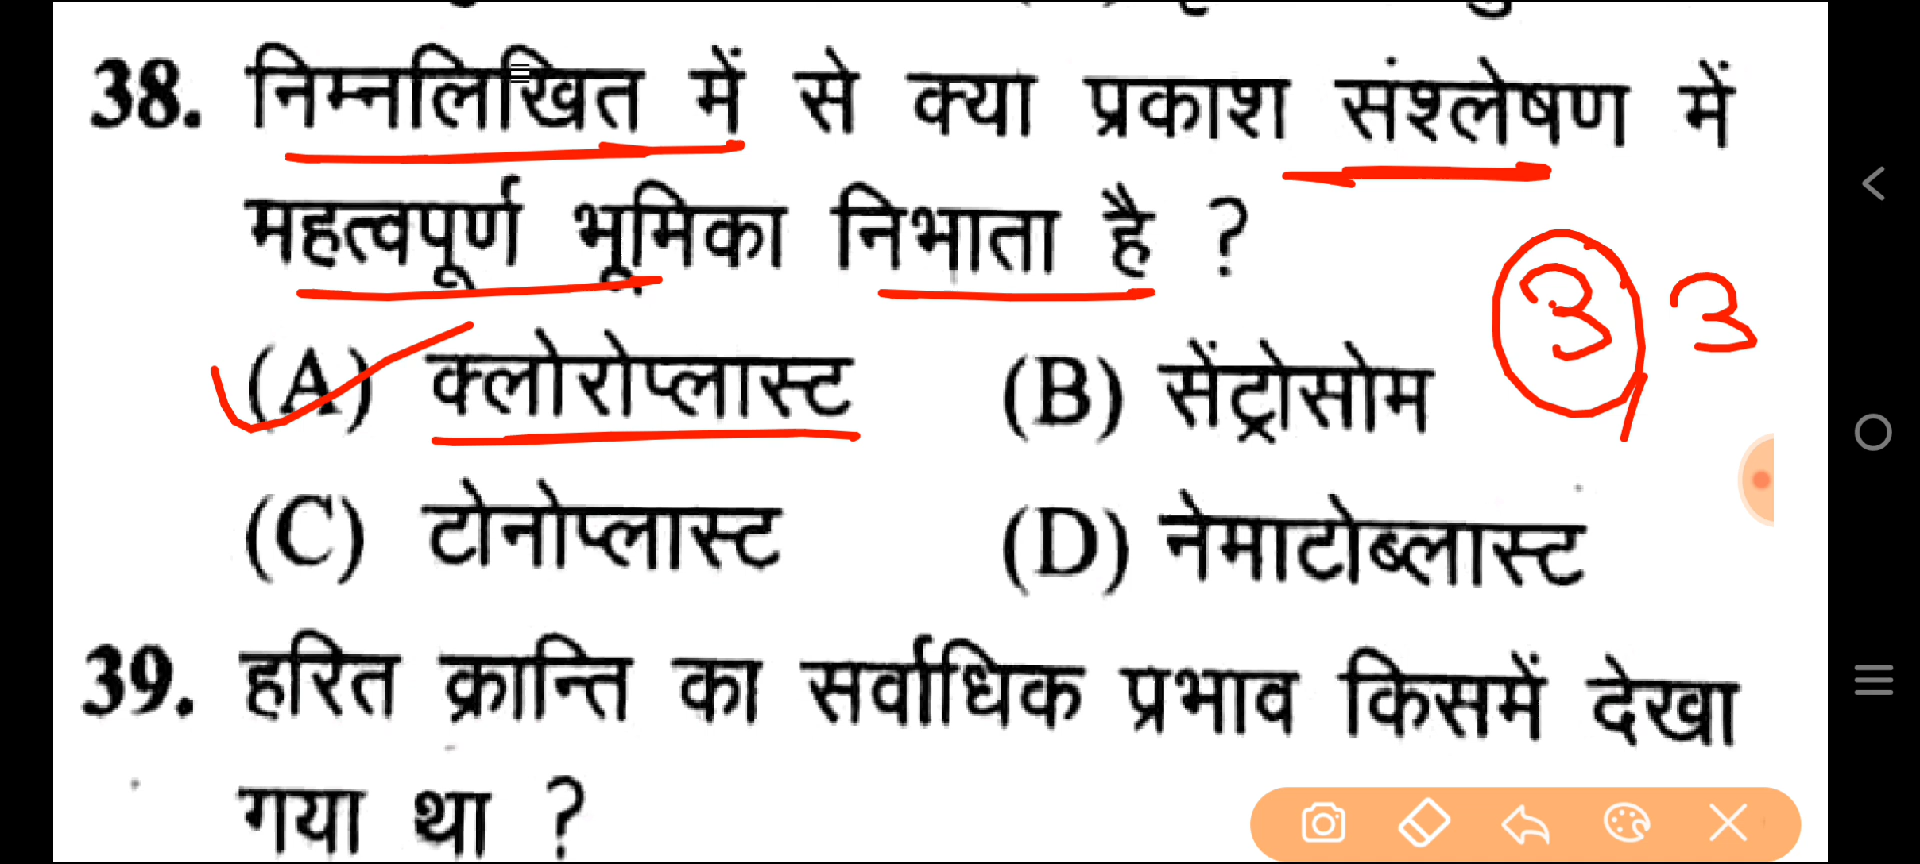 38. निम्नलिखित में से क्या प्रकाश संश्लेषण में
महत्वपूर्ण भूमिका निभाता है ?
3, 3
(A) क्लोरोप्लास्ट (B) सेंट्रोसोम
(C) टोनोप्लास्ट (D) नेमाटोब्लास्ट
39. हरित क्रान्ति का सर्वाधिक प्रभाव किसमें देखा
गया था ?